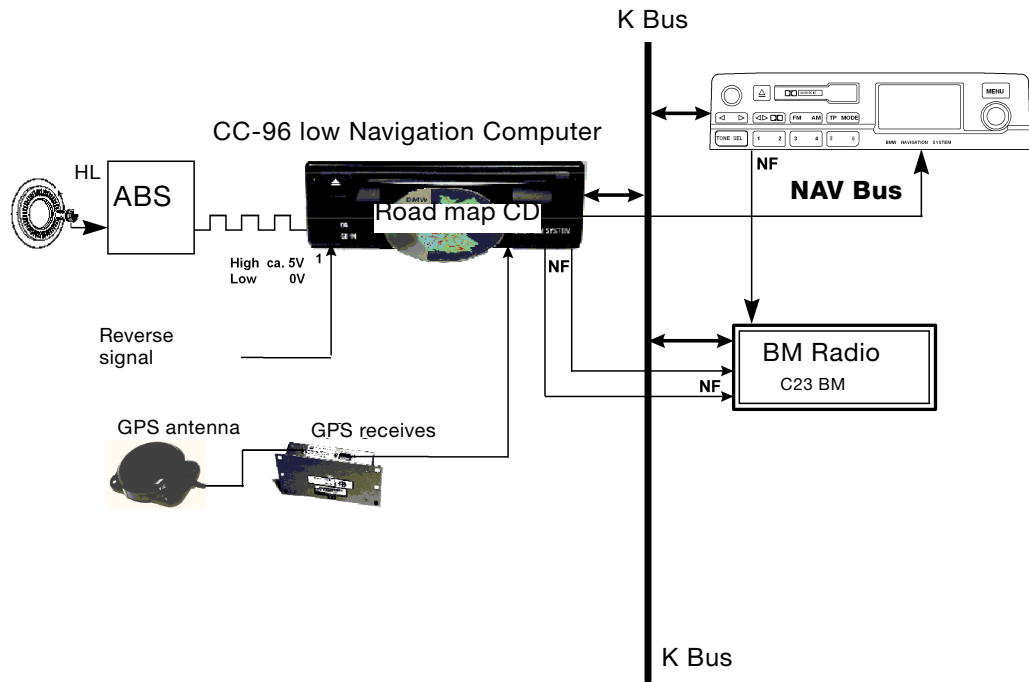 K Bus
MENU
FM AM TP MODE
TONE SEL 1 2 3 4 5 6
BMW NAVIGATION SYSTEM
CC-96 low Navigation Computer
HL
ABS
Road map CD
SYSTEM
NF
NAV Bus
High ca. 5V
Low 0V
1
NF
Reverse
signal
BM Radio
C23 BM
NF
GPS antenna
GPS receives
K Bus